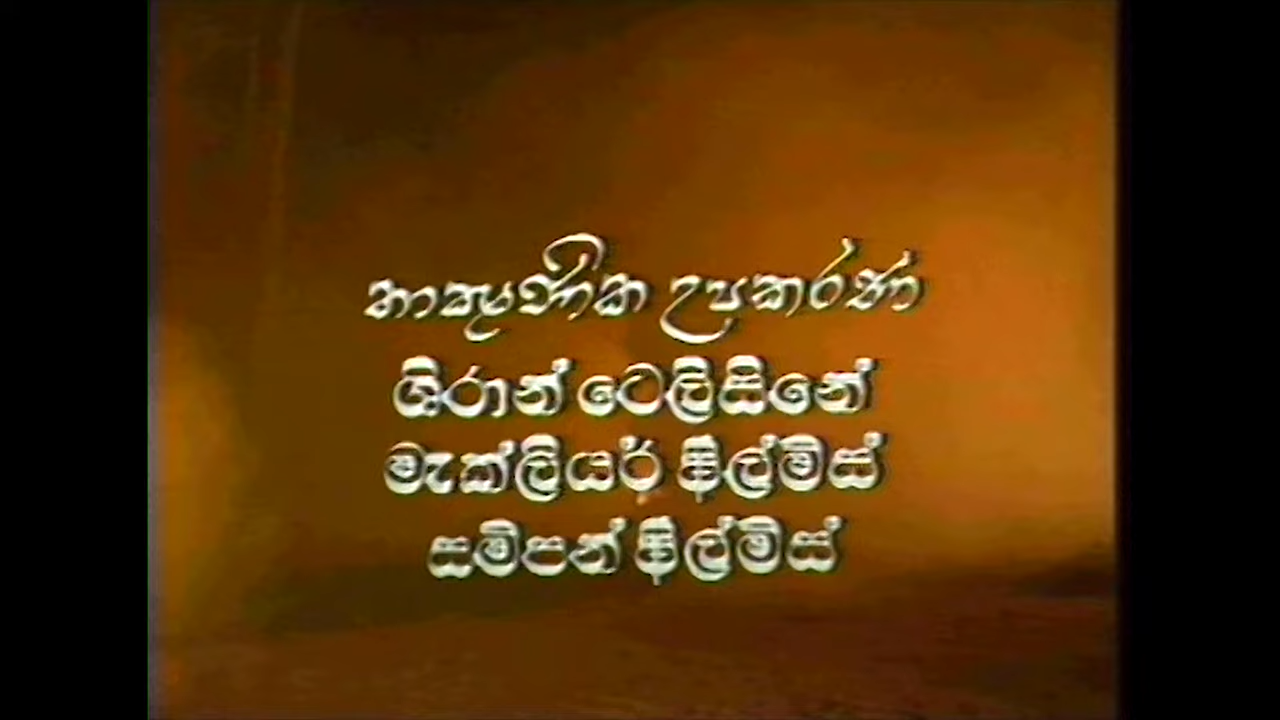 තාක්‍ෂණික උපකරණ
ශිරාන් ටෙලිසිනේ
මැක්ලියර් ෆිල්ම්ස්
සම්පත් ෆිල්ම්ස්